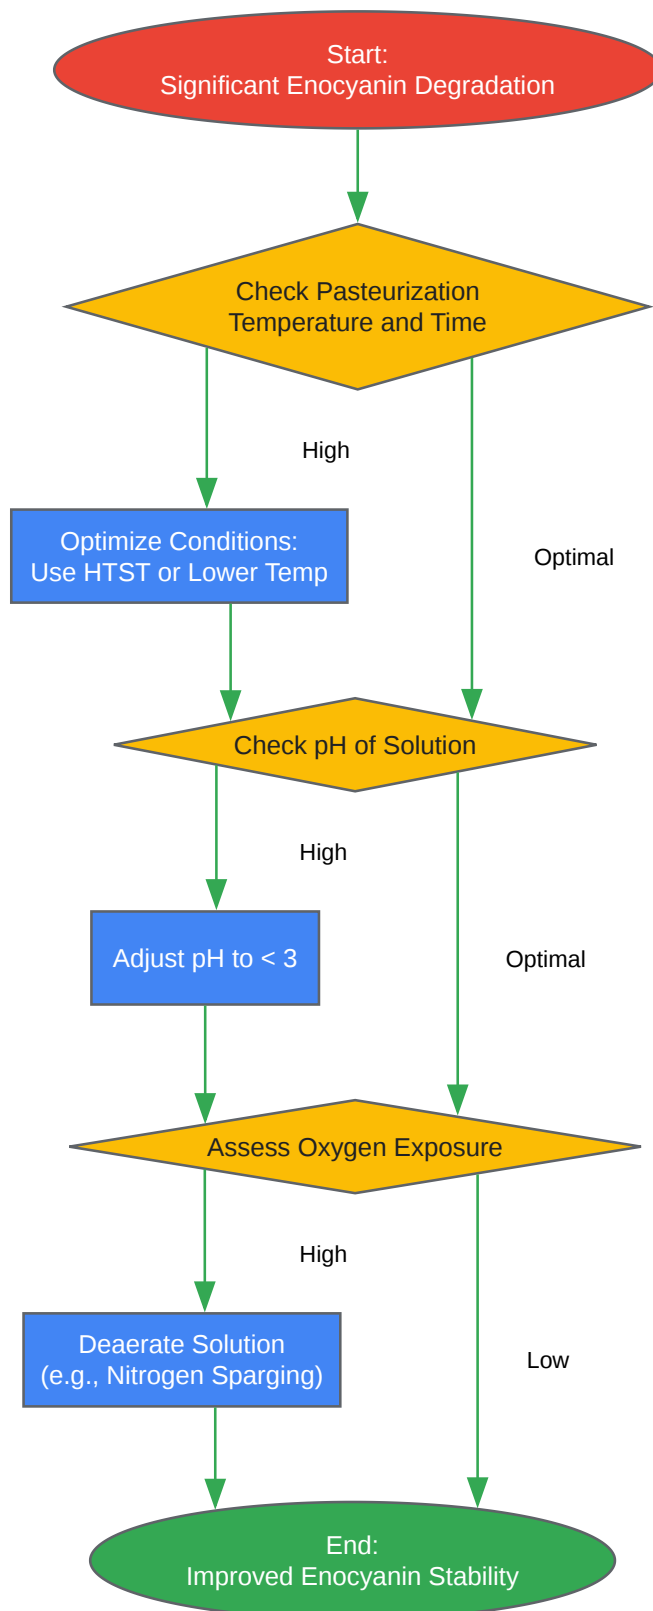 Start:
Significant Enocyanin Degradation
Check Pasteurization
Temperature and Time
High
Optimize Conditions:
Use HTST or Lower Temp
Optimal
Check pH of Solution
High
Adjust pH to < 3
Optimal
Assess Oxygen Exposure
High
Deaerate Solution
(e.g., Nitrogen Sparging)
Low
End:
Improved Enocyanin Stability